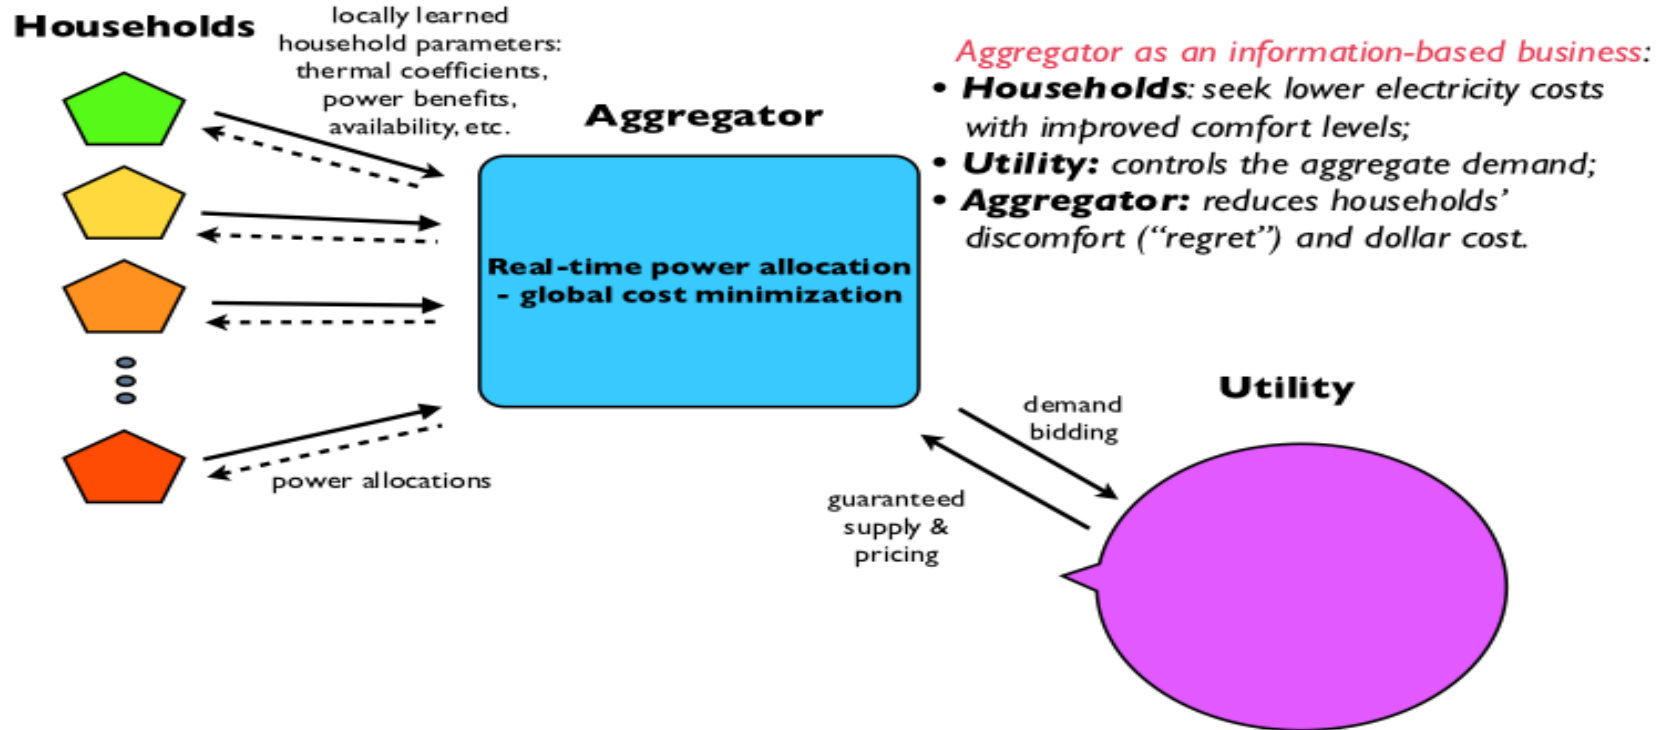 Households
locally learned
household parameters:
thermal coefficients,
power benefits,
availability, etc.
Aggregator
Real-time power allocation
- global cost minimization
power allocations
Aggregator as an information-based business:
• Households: seek lower electricity costs
with improved comfort levels;
• Utility: controls the aggregate demand;
• Aggregator: reduces households’
discomfort (“regret”) and dollar cost.
Utility
demand
bidding
guaranteed
supply &
pricing